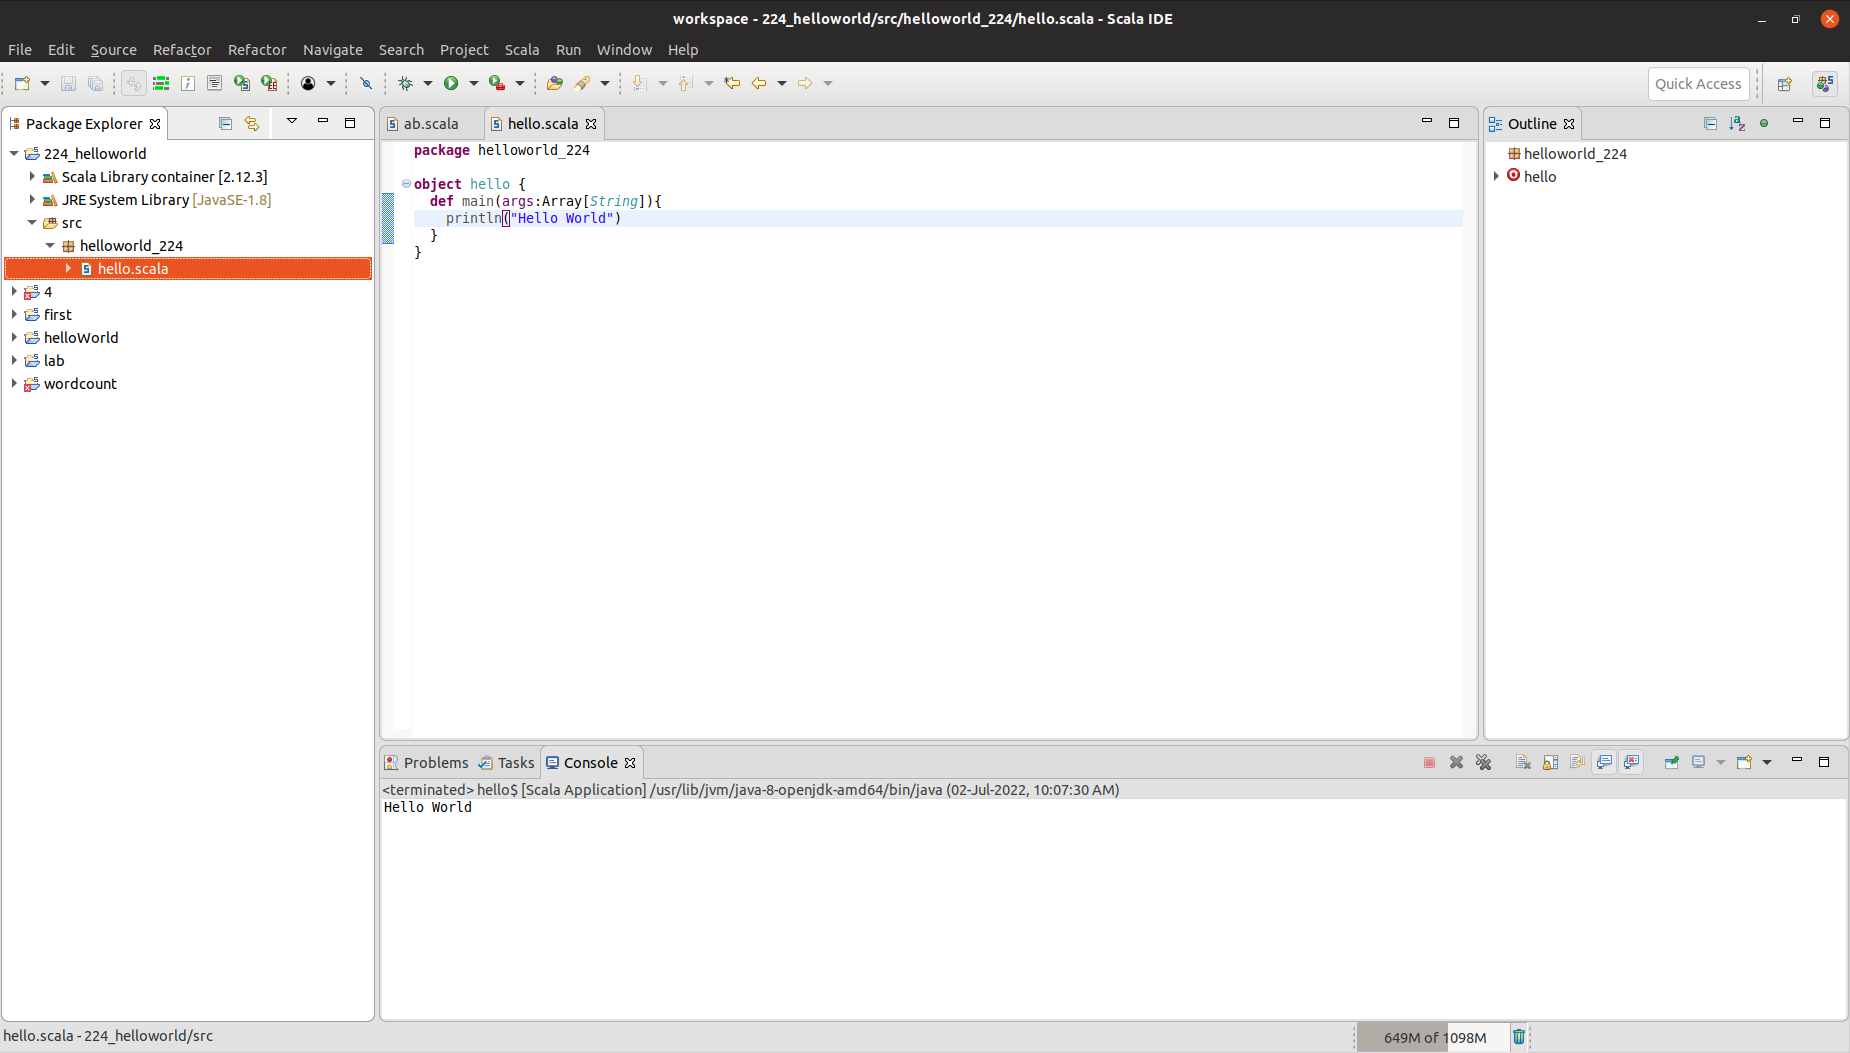 workspace - 224_helloworld/src/helloworld_224/hello.scala - Scala IDE
File Edit Source Refactor Refactor Navigate Search Project Scala Run Window Help
Quick Access
Package Explorer
224_helloworld
Scala Library container [2.12.3]
JRE System Library [JavaSE-1.8]
src
helloworld_224
hello.scala
4
first
helloWorld
lab
wordcount
ab.scala hello.scala
package helloworld_224
object hello {
def main(args:Array[String]){
println("Hello World")
}
}
Outline
helloworld_224
hello
Problems Tasks Console
<terminated> hello$ [Scala Application] /usr/lib/jvm/java-8-openjdk-amd64/bin/java (02-Jul-2022, 10:07:30 AM)
Hello World
hello.scala - 224_helloworld/src
649M of 1098M